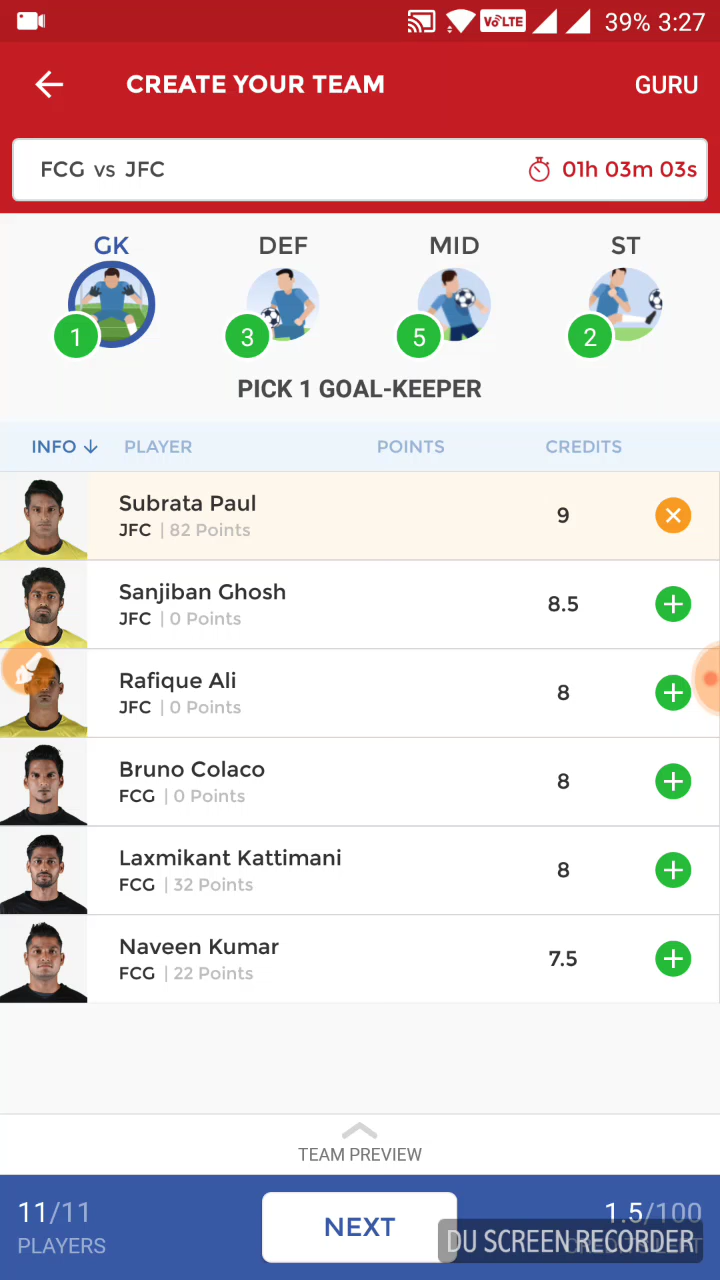 VoLTE 39% 3:27
CREATE YOUR TEAM GURU
FCG vs JFC 01h 03m 03s
GK DEF MID ST
1 3 5 2
PICK 1 GOAL-KEEPER
INFO PLAYER POINTS CREDITS
Subrata Paul 9
JFC | 82 Points
Sanjiban Ghosh 8.5
JFC | 0 Points
Rafique Ali 8
JFC | 0 Points
Bruno Colaco 8
FCG | 0 Points
Laxmikant Kattimani 8
FCG | 32 Points
Naveen Kumar 7.5
FCG | 22 Points
TEAM PREVIEW
11/11 NEXT 1.5/100
PLAYERS DU SCREEN RECORDER